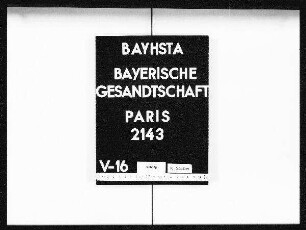 BAYHSTA
BAYERISCHE
GESANDTSCHAFT
PARIS
2143
V-16